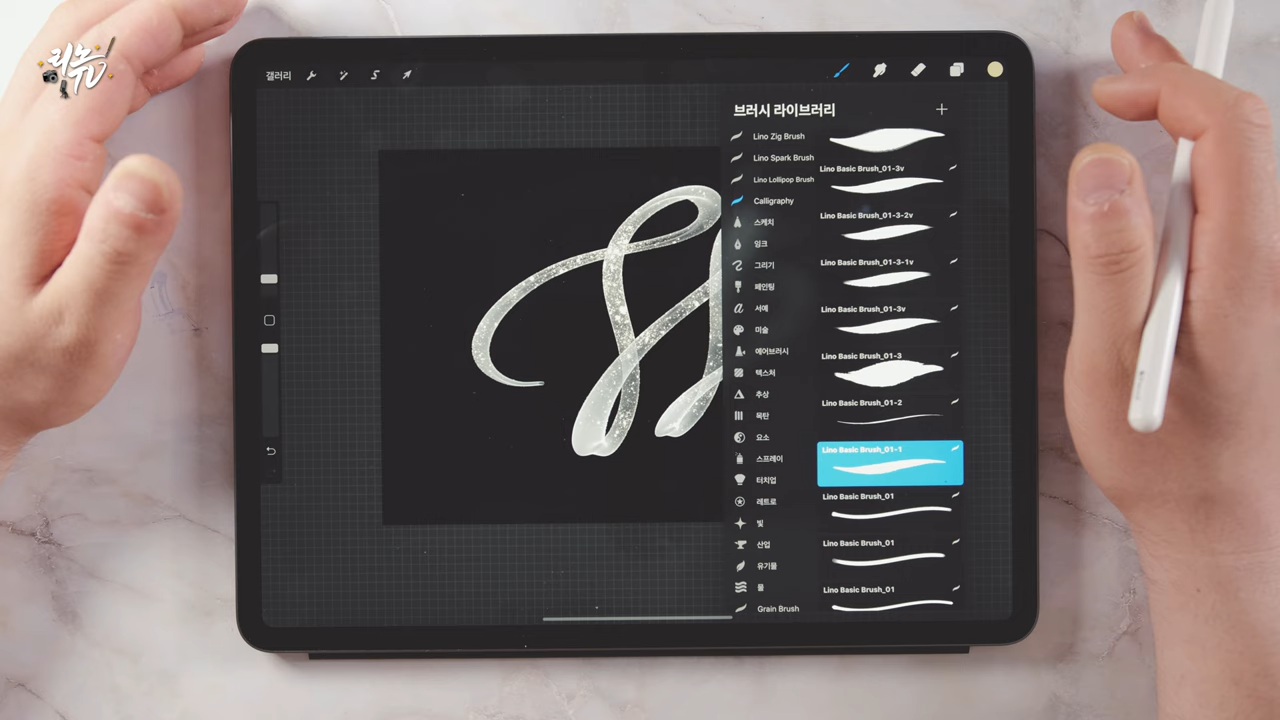 리노
뷰
갤러리
브러시 라이브러리
Lino Zig Brush
Lino Spark Brush
Lino Lollipop Brush
Calligraphy
스케치
잉크
그리기
페인팅
서예
미술
에어브러시
텍스처
추상
목탄
요소
스프레이
터치업
레트로
빛
산업
유기물
물
Grain Brush
Lino Basic Brush_01-3v
Lino Basic Brush_01-3-2v
Lino Basic Brush_01-3-1v
Lino Basic Brush_01-3v
Lino Basic Brush_01-3
Lino Basic Brush_01-2
Lino Basic Brush_01-1
Lino Basic Brush_01
Lino Basic Brush_01
Lino Basic Brush_01